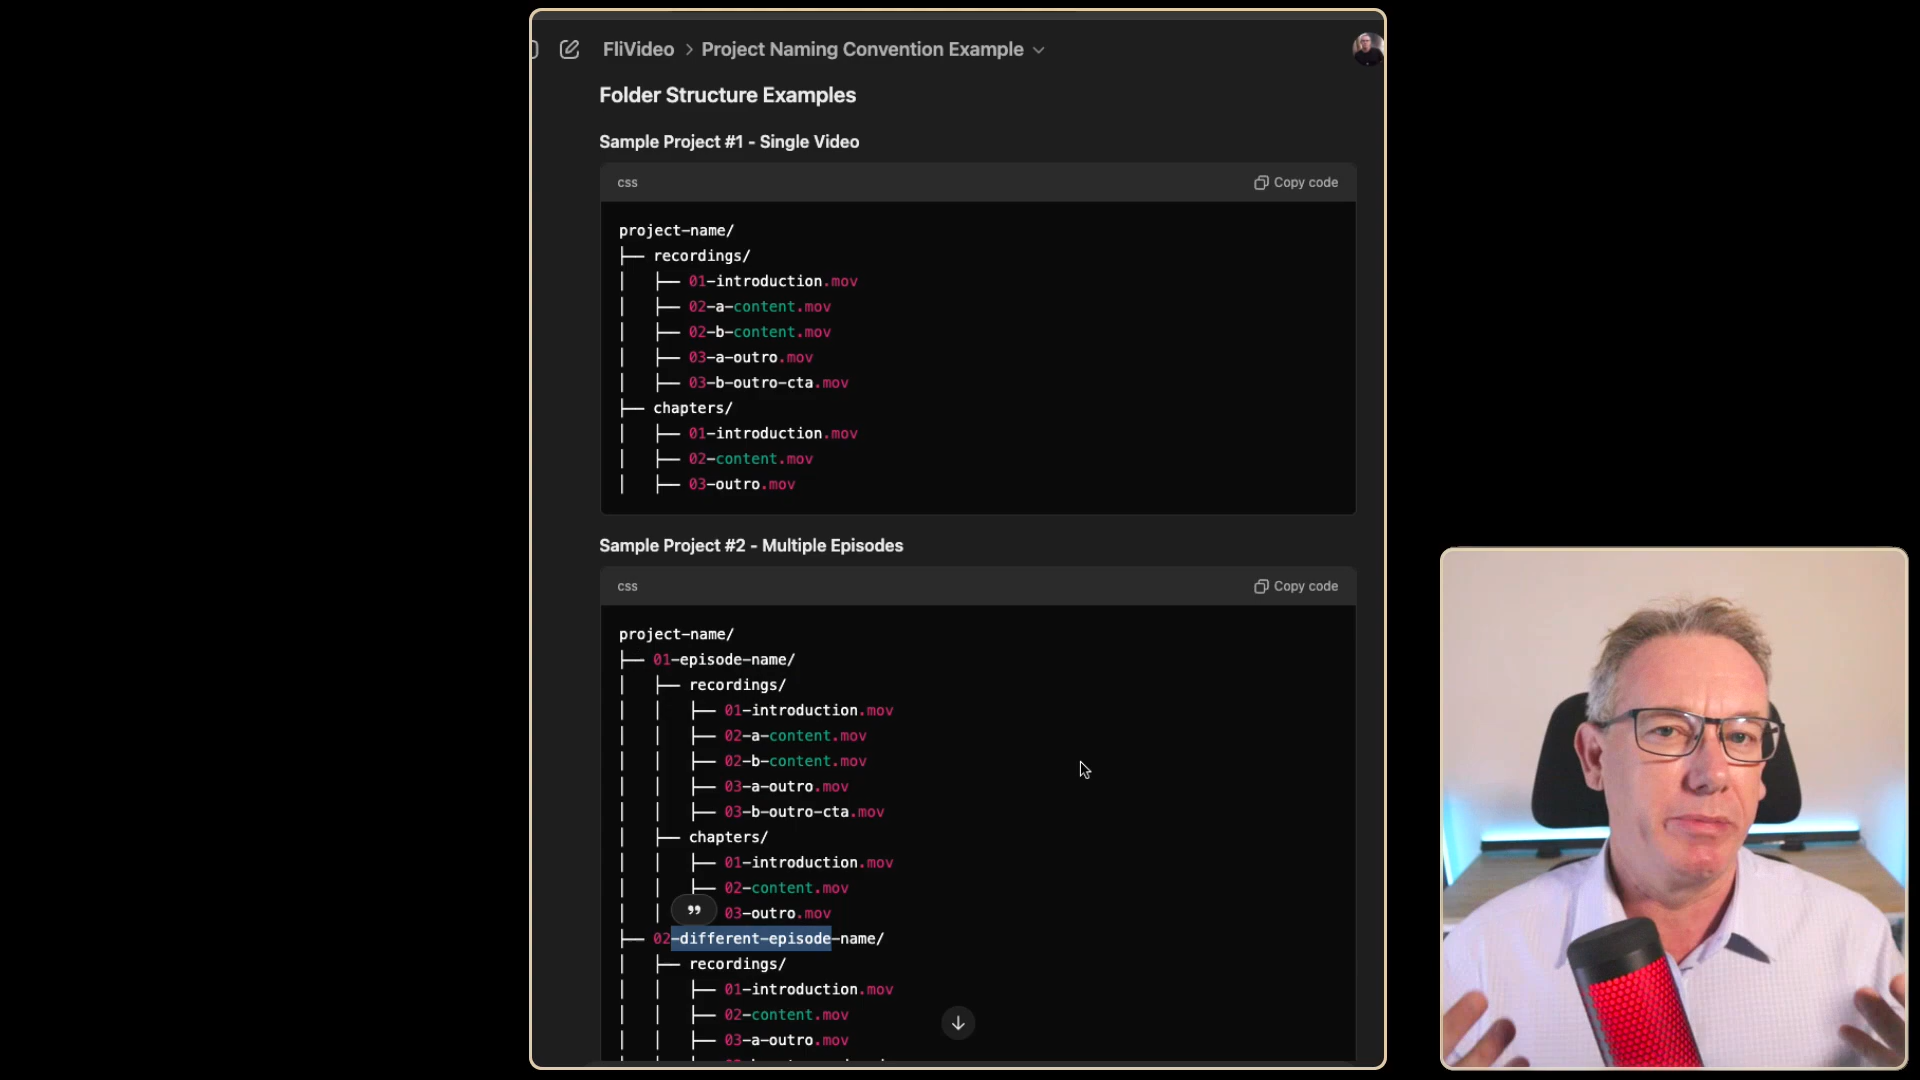 FliVideo > Project Naming Convention Example
Folder Structure Examples
Sample Project #1 - Single Video
css
Copy code
project-name/
├── recordings/
│   ├── 01-introduction.mov
│   ├── 02-a-content.mov
│   ├── 02-b-content.mov
│   ├── 03-a-outro.mov
│   ├── 03-b-outro-cta.mov
├── chapters/
│   ├── 01-introduction.mov
│   ├── 02-content.mov
│   ├── 03-outro.mov
Sample Project #2 - Multiple Episodes
css
Copy code
project-name/
├── 01-episode-name/
│   ├── recordings/
│   │   ├── 01-introduction.mov
│   │   ├── 02-a-content.mov
│   │   ├── 02-b-content.mov
│   │   ├── 03-a-outro.mov
│   │   ├── 03-b-outro-cta.mov
│   ├── chapters/
│   │   ├── 01-introduction.mov
│   │   ├── 02-content.mov
│   │   03-outro.mov
├── 02-different-episode-name/
│   ├── recordings/
│   │   ├── 01-introduction.mov
│   │   ├── 02-content.mov
│   │   ├── 03-a-outro.mov